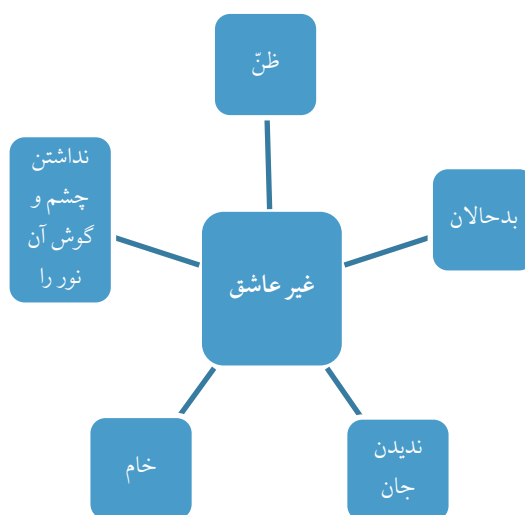 ظنّ
نداشتن
چشم و
گوش آن
نور را
بدحالان
غیر عاشق
خام
ندیدن
جان